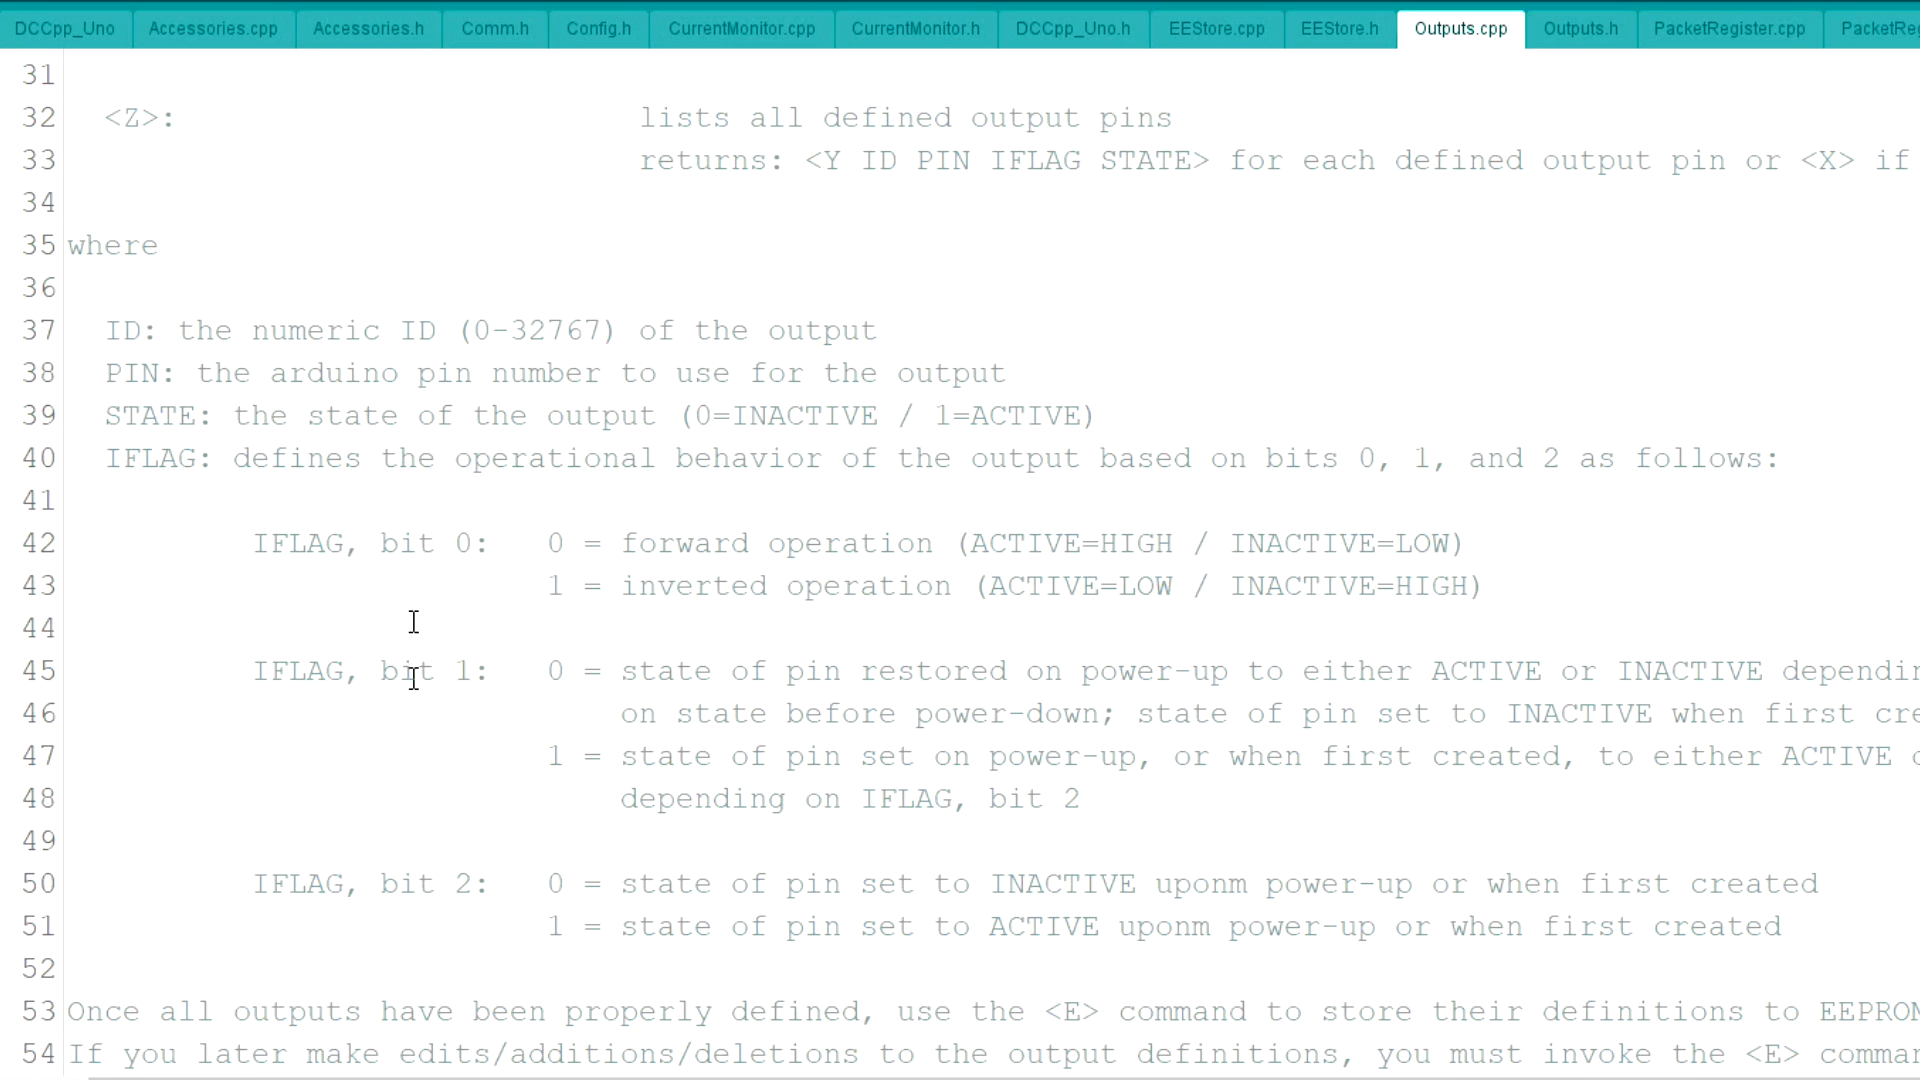 DCCpp_Uno Accessories.cpp Accessories.h Comm.h Config.h CurrentMonitor.cpp CurrentMonitor.h DCCpp_Uno.h EEStore.cpp EEStore.h Outputs.cpp Outputs.h PacketRegister.cpp PacketReg
31
32 <Z>: lists all defined output pins
33 returns: <Y ID PIN IFLAG STATE> for each defined output pin or <X> if
34
35 where
36
37 ID: the numeric ID (0-32767) of the output
38 PIN: the arduino pin number to use for the output
39 STATE: the state of the output (0=INACTIVE / 1=ACTIVE)
40 IFLAG: defines the operational behavior of the output based on bits 0, 1, and 2 as follows:
41
42 IFLAG, bit 0: 0 = forward operation (ACTIVE=HIGH / INACTIVE=LOW)
43 1 = inverted operation (ACTIVE=LOW / INACTIVE=HIGH)
44
45 IFLAG, bit 1: 0 = state of pin restored on power-up to either ACTIVE or INACTIVE dependin
46 on state before power-down; state of pin set to INACTIVE when first cre
47 1 = state of pin set on power-up, or when first created, to either ACTIVE
48 depending on IFLAG, bit 2
49
50 IFLAG, bit 2: 0 = state of pin set to INACTIVE uponm power-up or when first created
51 1 = state of pin set to ACTIVE uponm power-up or when first created
52
53 Once all outputs have been properly defined, use the <E> command to store their definitions to EEPROM
54 If you later make edits/additions/deletions to the output definitions, you must invoke the <E> comma